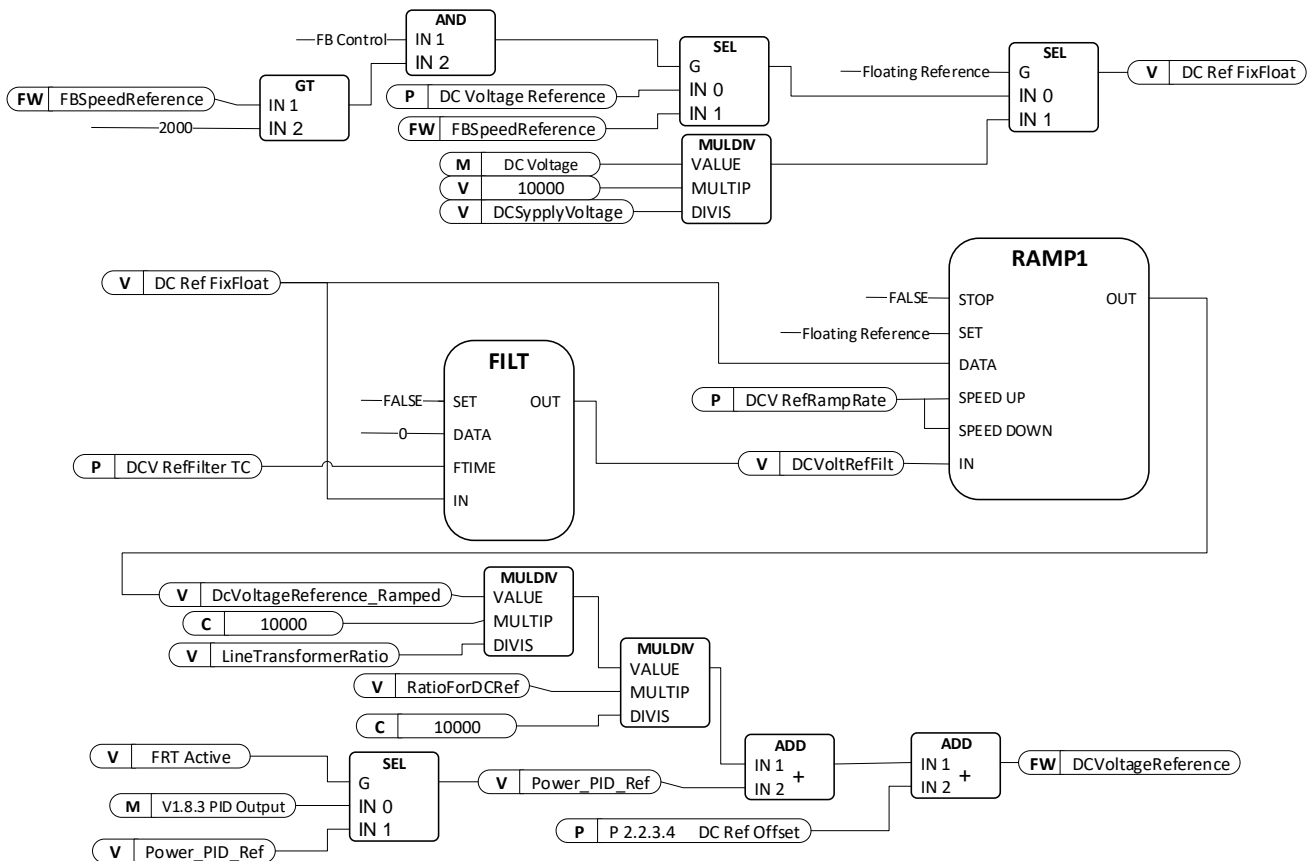 AND
FB Control
IN 1
IN 2
GT
FW FBSpeedReference
IN 1
2000
IN 2
SEL
G
P DC Voltage Reference
IN 0
FW FBSpeedReference
IN 1
SEL
Floating Reference
G
IN 0
IN 1
V DC Ref FixFloat
MULDIV
M DC Voltage
VALUE
V 10000
MULTIP
V DCSypplyVoltage
DIVIS
V DC Ref FixFloat
RAMP1
FALSE
STOP
OUT
Floating Reference
SET
DATA
P DCV RefRampRate
SPEED UP
SPEED DOWN
V DCVoltRefFilt
IN
FILT
FALSE
SET
OUT
0
DATA
P DCV RefFilter TC
FTIME
IN
MULDIV
V DcVoltageReference_Ramped
VALUE
C 10000
MULTIP
V LineTransformerRatio
DIVIS
MULDIV
VALUE
V RatioForDCRef
MULTIP
C 10000
DIVIS
V FRT Active
SEL
G
M V1.8.3 PID Output
IN 0
V Power_PID_Ref
IN 1
V Power_PID_Ref
ADD
IN 1
IN 2
+
ADD
IN 1
IN 2
+
FW DCVoltageReference
P P 2.2.3.4 DC Ref Offset